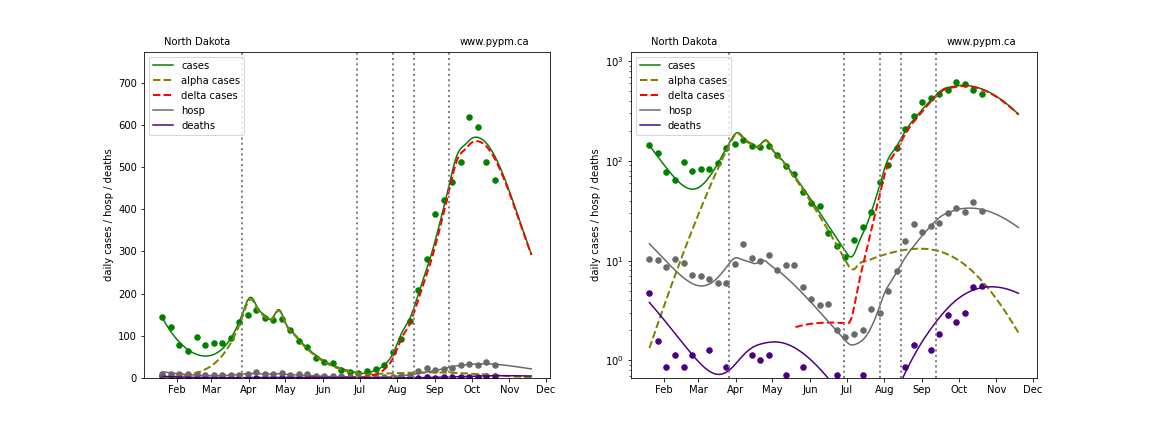 North Dakota
www.pypm.ca
cases
alpha cases
delta cases
hosp
deaths
daily cases / hosp / deaths
700
600
500
400
300
200
100
0
Feb Mar Apr May Jun Jul Aug Sep Oct Nov Dec
North Dakota
www.pypm.ca
cases
alpha cases
delta cases
hosp
deaths
daily cases / hosp / deaths
10³
10²
10¹
10⁰
Feb Mar Apr May Jun Jul Aug Sep Oct Nov Dec